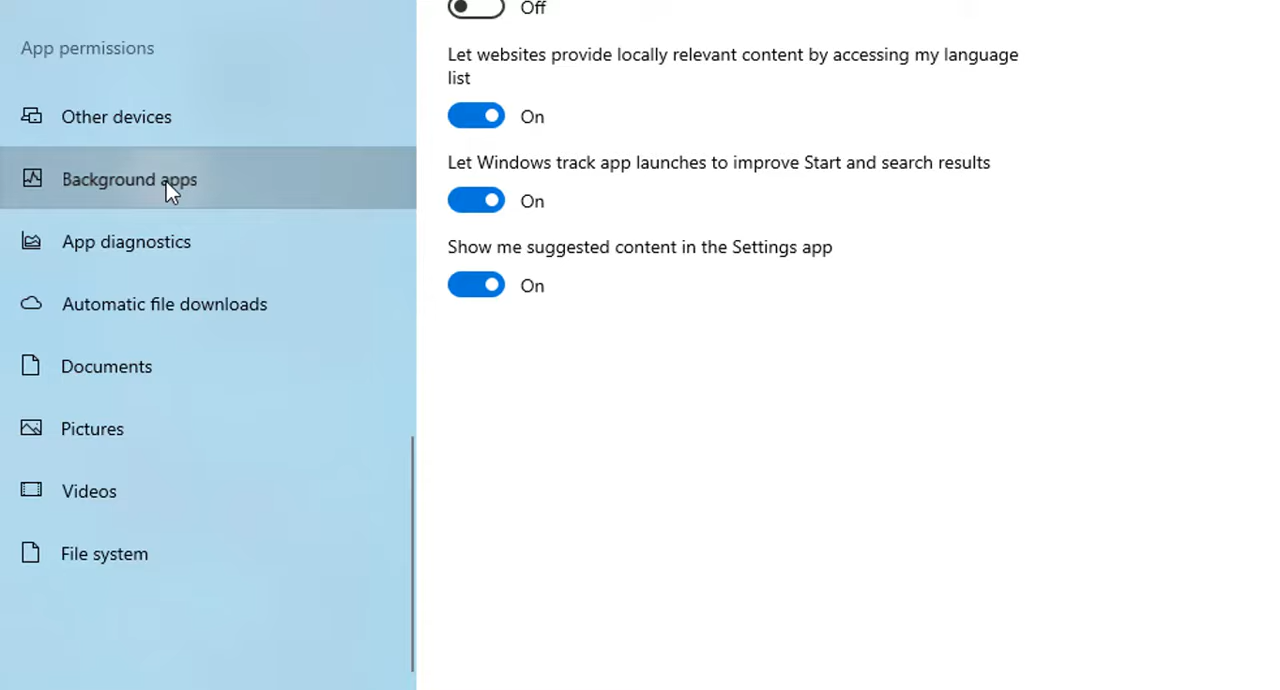 App permissions
Other devices
Background apps
App diagnostics
Automatic file downloads
Documents
Pictures
Videos
File system
Off
Let websites provide locally relevant content by accessing my language
list
On
Let Windows track app launches to improve Start and search results
On
Show me suggested content in the Settings app
On